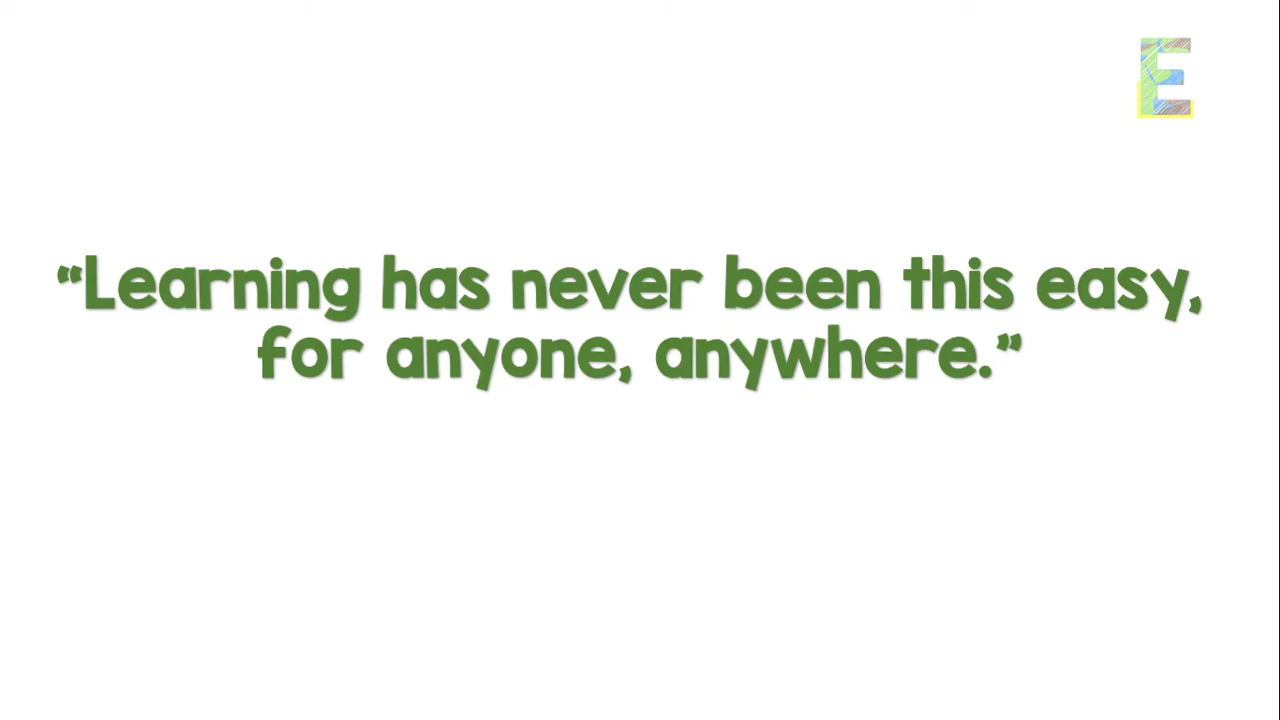 E
“Learning has never been this easy,
for anyone, anywhere.”